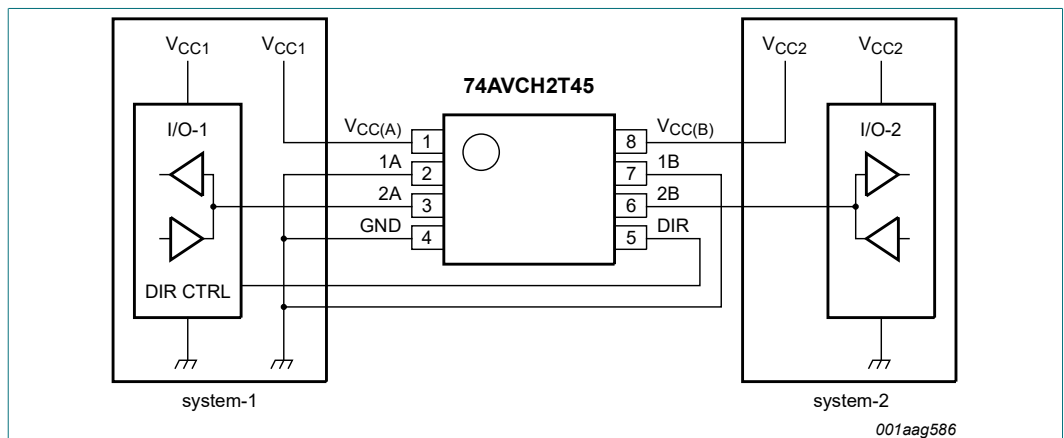 VCC1
VCC1
VCC2
VCC2
74AVCH2T45
I/O-1
I/O-2
VCC(A)
1
8
VCC(B)
1A
2
7
1B
2A
3
6
2B
GND
4
5
DIR
DIR CTRL
system-1
system-2
001aag586